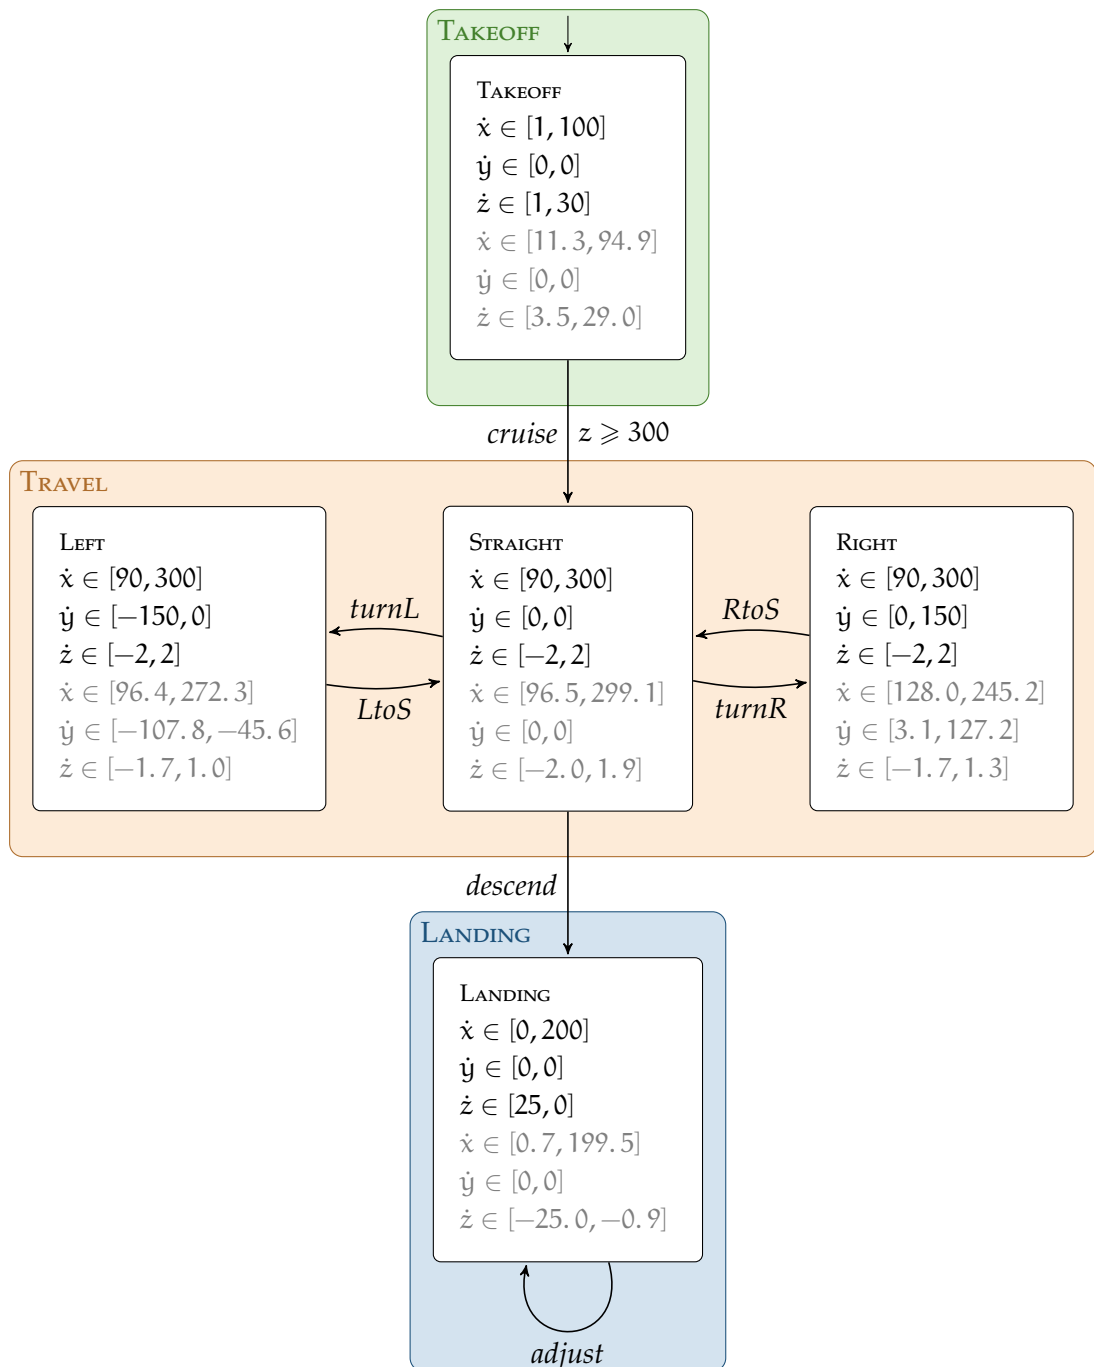 TAKEOFF
TAKEOFF
ẋ ∈ [1, 100]
ẏ ∈ [0, 0]
ż ∈ [1, 30]
ẋ ∈ [11.3, 94.9]
ẏ ∈ [0, 0]
ż ∈ [3.5, 29.0]
cruise z ⩾ 300
TRAVEL
LEFT
ẋ ∈ [90, 300]
ẏ ∈ [−150, 0]
ż ∈ [−2, 2]
ẋ ∈ [96.4, 272.3]
ẏ ∈ [−107.8, −45.6]
ż ∈ [−1.7, 1.0]
turnL
LtoS
STRAIGHT
ẋ ∈ [90, 300]
ẏ ∈ [0, 0]
ż ∈ [−2, 2]
ẋ ∈ [96.5, 299.1]
ẏ ∈ [0, 0]
ż ∈ [−2.0, 1.9]
RtoS
turnR
RIGHT
ẋ ∈ [90, 300]
ẏ ∈ [0, 150]
ż ∈ [−2, 2]
ẋ ∈ [128.0, 245.2]
ẏ ∈ [3.1, 127.2]
ż ∈ [−1.7, 1.3]
descend
LANDING
LANDING
ẋ ∈ [0, 200]
ẏ ∈ [0, 0]
ż ∈ [25, 0]
ẋ ∈ [0.7, 199.5]
ẏ ∈ [0, 0]
ż ∈ [−25.0, −0.9]
adjust